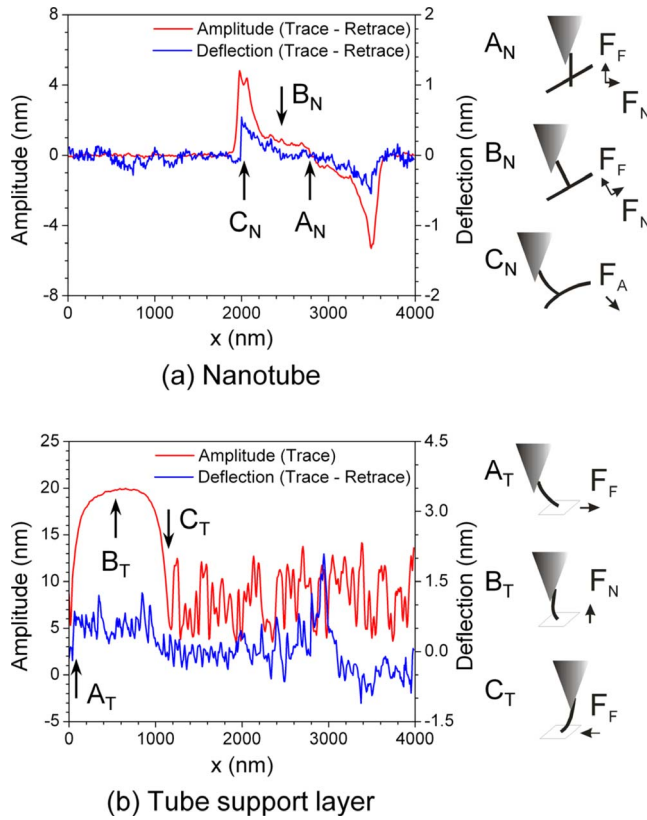 Amplitude (Trace - Retrace)
Deflection (Trace - Retrace)
8
4
0
-4
-8
Amplitude (nm)
2
1
0
-1
-2
Deflection (nm)
B_N
C_N
A_N
0 1000 2000 3000 4000
x (nm)
(a) Nanotube
A_N
F_F
F_N
B_N
F_F
F_N
C_N
F_A
Amplitude (Trace)
Deflection (Trace - Retrace)
25
20
15
10
5
0
-5
Amplitude (nm)
4.5
3.0
1.5
0.0
-1.5
Deflection (nm)
C_T
B_T
A_T
0 1000 2000 3000 4000
x (nm)
(b) Tube support layer
A_T
F_F
B_T
F_N
C_T
F_F